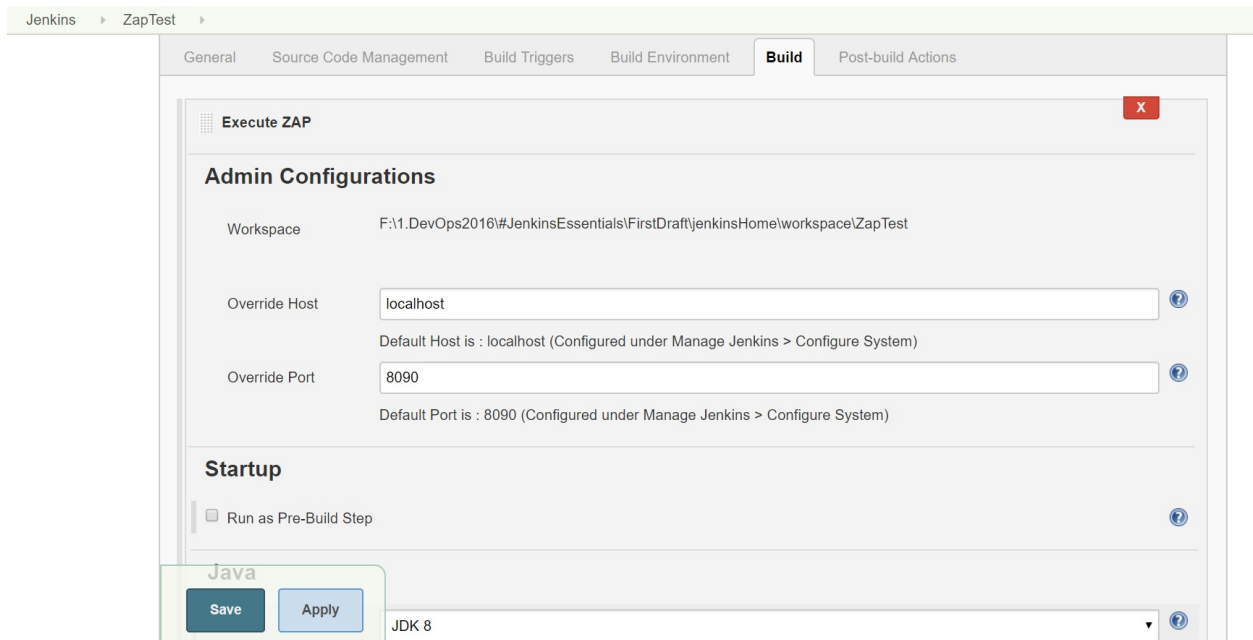 Jenkins ZapTest
General Source Code Management Build Triggers Build Environment Build Post-build Actions
X
Execute ZAP
Admin Configurations
Workspace F:\1.DevOps2016\#JenkinsEssentials\FirstDraft\jenkinsHome\workspace\ZapTest
Override Host localhost
Default Host is : localhost (Configured under Manage Jenkins > Configure System)
Override Port 8090
Default Port is : 8090 (Configured under Manage Jenkins > Configure System)
Startup
Run as Pre-Build Step
Java
Save Apply
JDK 8